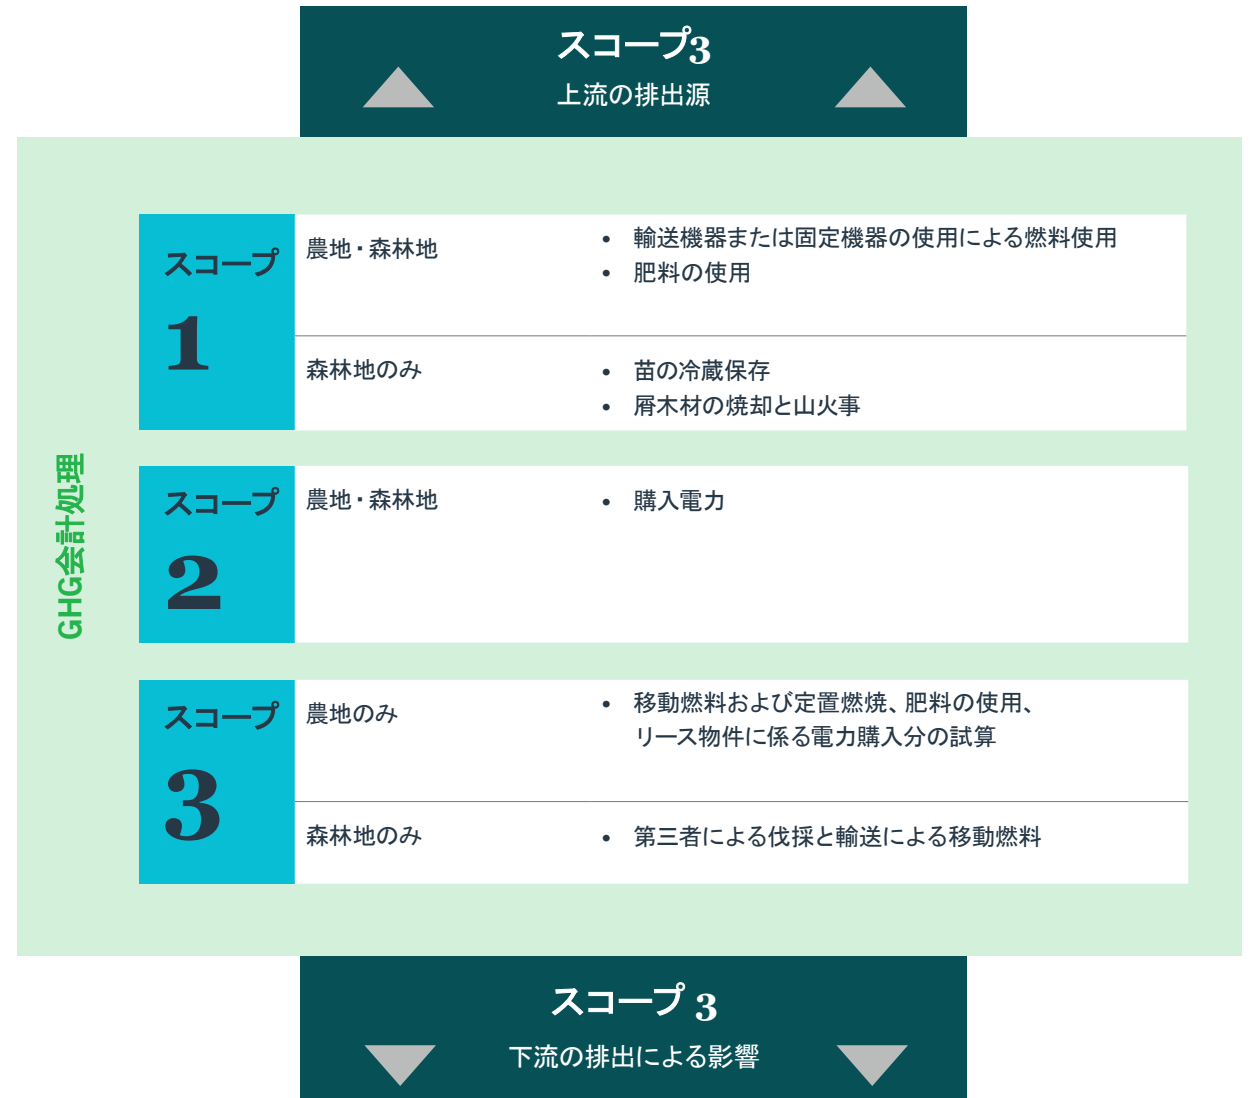 スコープ3
上流の排出源
GHG会計処理
スコープ
1
農地・森林地
• 輸送機器または固定機器の使用による燃料使用
• 肥料の使用
森林地のみ
• 苗の冷蔵保存
• 屑木材の焼却と山火事
スコープ
2
農地・森林地
• 購入電力
スコープ
3
農地のみ
• 移動燃料および定置燃焼、肥料の使用、
リース物件に係る電力購入分の試算
森林地のみ
• 第三者による伐採と輸送による移動燃料
スコープ 3
下流の排出による影響